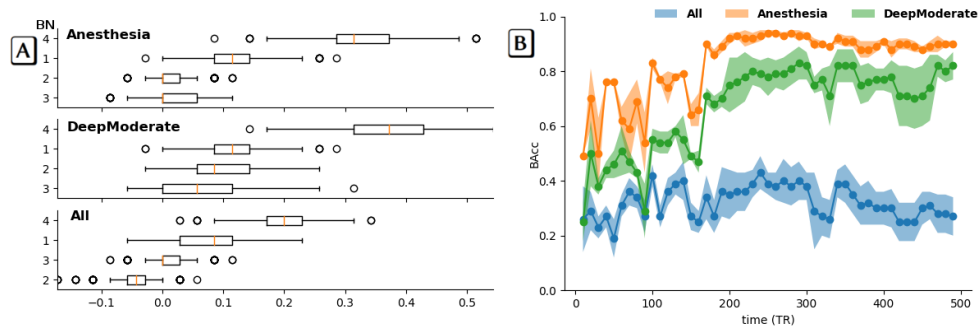 A
BN
Anesthesia
4
1
2
3
DeepModerate
4
1
2
3
All
4
1
3
2
−0.1 0.0 0.1 0.2 0.3 0.4 0.5
B
All Anesthesia DeepModerate
BAcc
1.0
0.8
0.6
0.4
0.2
0.0
0 100 200 300 400 500
time (TR)